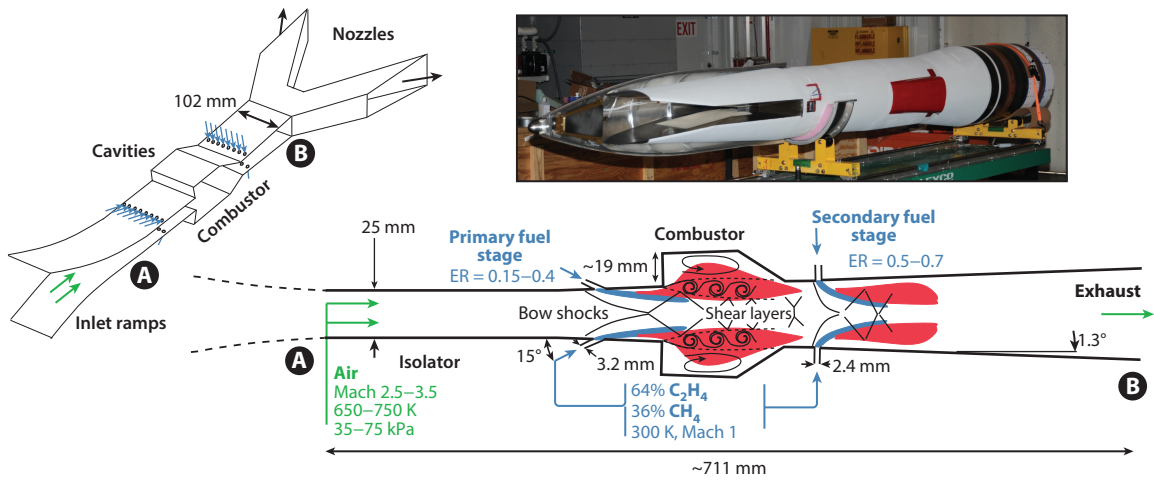 Nozzles
102 mm
Cavities
B
Combustor
A
Inlet ramps
EXIT
25 mm
Primary fuel
stage
ER = 0.15–0.4
Combustor
~19 mm
Secondary fuel
stage
ER = 0.5–0.7
Bow shocks
Shear layers
Exhaust
A
Isolator
15°
3.2 mm
2.4 mm
1.3°
B
Air
Mach 2.5–3.5
650–750 K
35–75 kPa
64% C₂H₄
36% CH₄
300 K, Mach 1
~711 mm